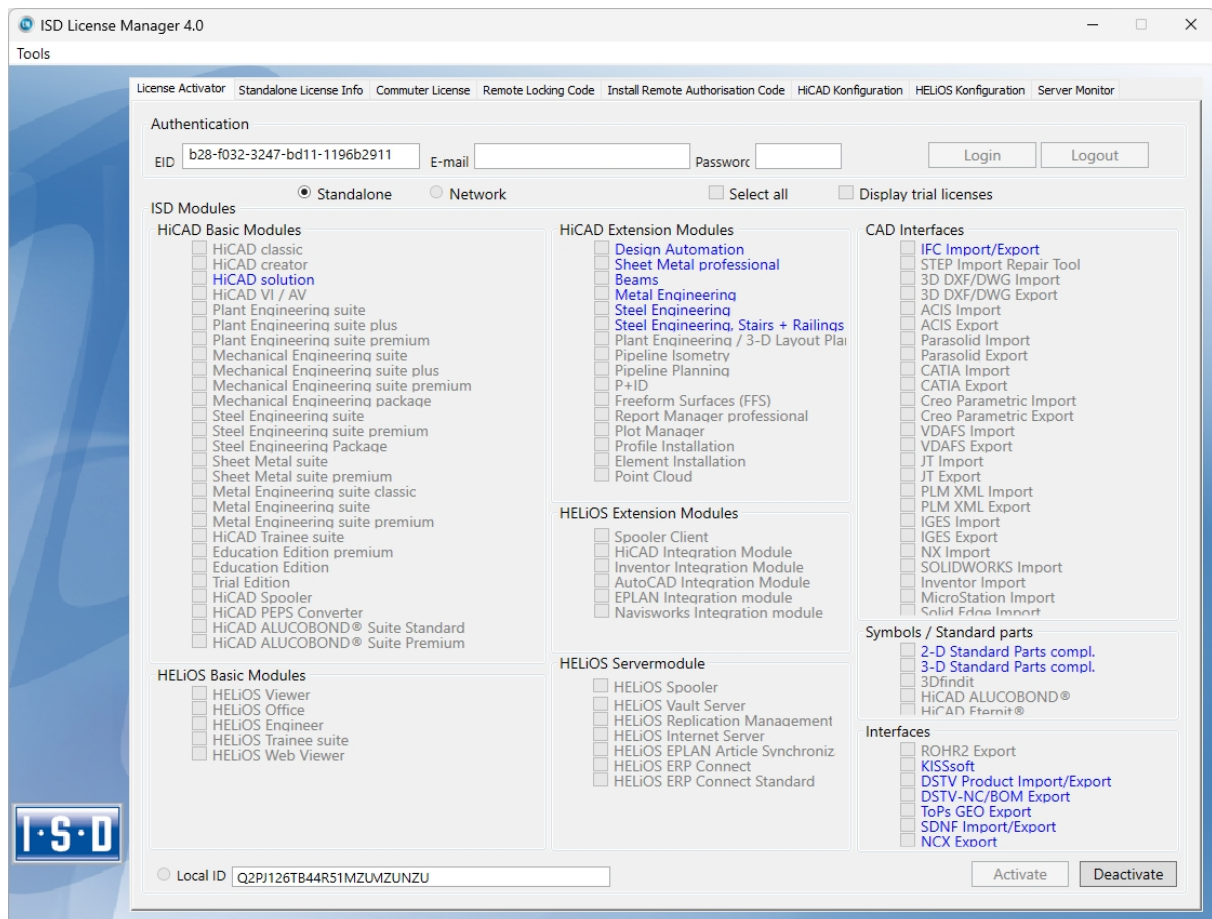 ISD License Manager 4.0
Tools
License Activator Standalone License Info Commuter License Remote Locking Code Install Remote Authorisation Code HiCAD Konfiguration HELiOS Konfiguration Server Monitor
Authentication
EID b28-f032-3247-bd11-1196b2911 E-mail Passworc Login Logout
Standalone Network Select all Display trial licenses
ISD Modules
HiCAD Basic Modules
HiCAD classic
HiCAD creator
HiCAD solution
HiCAD VI / AV
Plant Engineering suite
Plant Engineering suite plus
Plant Engineering suite premium
Mechanical Engineering suite
Mechanical Engineering suite plus
Mechanical Engineering suite premium
Mechanical Engineering package
Steel Engineering suite
Steel Engineering suite premium
Steel Engineering Package
Sheet Metal suite
Sheet Metal suite premium
Metal Engineering suite classic
Metal Engineering suite
Metal Engineering suite premium
HiCAD Trainee suite
Education Edition premium
Education Edition
Trial Edition
HiCAD Spooler
HiCAD PEPS Converter
HiCAD ALUCOBOND® Suite Standard
HiCAD ALUCOBOND® Suite Premium
HELiOS Basic Modules
HELiOS Viewer
HELiOS Office
HELiOS Engineer
HELiOS Trainee suite
HELiOS Web Viewer
HiCAD Extension Modules
Design Automation
Sheet Metal professional
Beams
Metal Engineering
Steel Engineering
Steel Engineering, Stairs + Railings
Plant Engineering / 3-D Layout Plar
Pipeline Isometry
Pipeline Planning
P+ID
Freeform Surfaces (FFS)
Report Manager professional
Plot Manager
Profile Installation
Element Installation
Point Cloud
HELiOS Extension Modules
Spooler Client
HiCAD Integration Module
Inventor Integration Module
AutoCAD Integration Module
EPLAN Integration module
Navisworks Integration module
HELiOS Servermodule
HELiOS Spooler
HELiOS Vault Server
HELiOS Replication Management
HELiOS Internet Server
HELiOS EPLAN Article Synchroniz
HELiOS ERP Connect
HELiOS ERP Connect Standard
CAD Interfaces
IFC Import/Export
STEP Import Repair Tool
3D DXF/DWG Import
3D DXF/DWG Export
ACIS Import
ACIS Export
Parasolid Import
Parasolid Export
CATIA Import
CATIA Export
Creo Parametric Import
Creo Parametric Export
VDAFS Import
VDAFS Export
JT Import
JT Export
PLM XML Import
PLM XML Export
IGES Import
IGES Export
NX Import
SOLIDWORKS Import
Inventor Import
MicroStation Import
Solid Edge Import
Symbols / Standard parts
2-D Standard Parts compl.
3-D Standard Parts compl.
3Dfindit
HiCAD ALUCOBOND®
HiCAD Eternit®
Interfaces
ROHR2 Export
KISSsoft
DSTV Product Import/Export
DSTV-NC/BOM Export
ToPs GEO Export
SDNF Import/Export
NCX Export
I·S·D
Local ID Q2PJ126TB44R51MZUMZUNZU Activate Deactivate